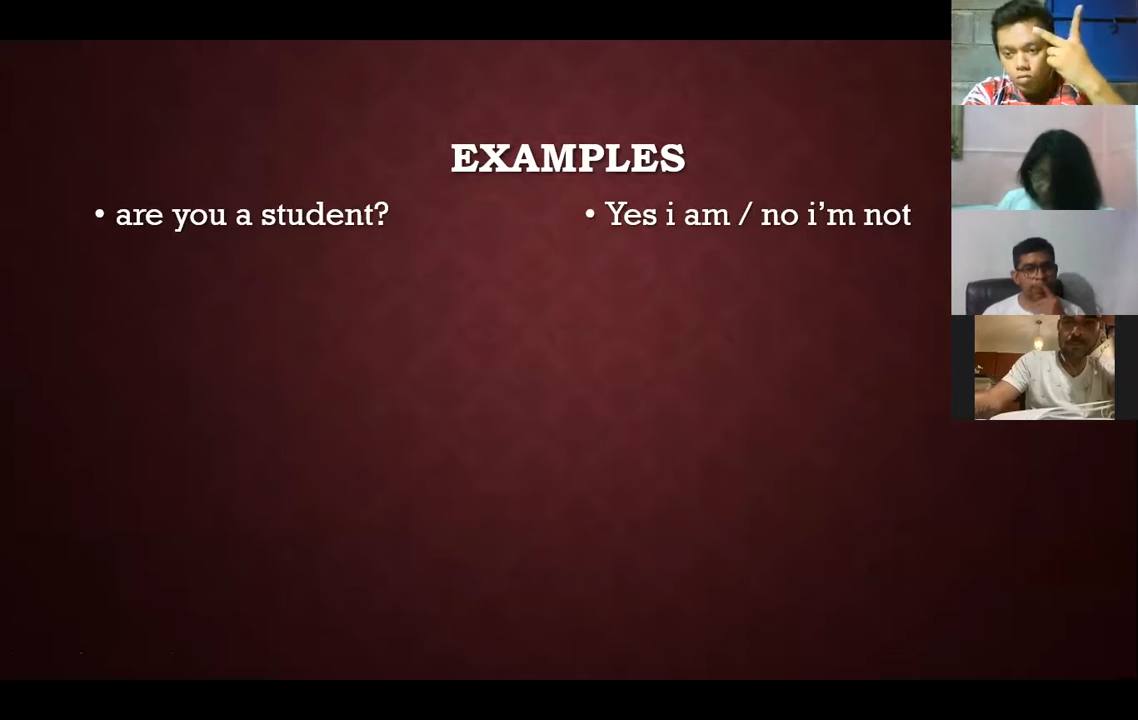 EXAMPLES
• are you a student?
• Yes i am / no i'm not